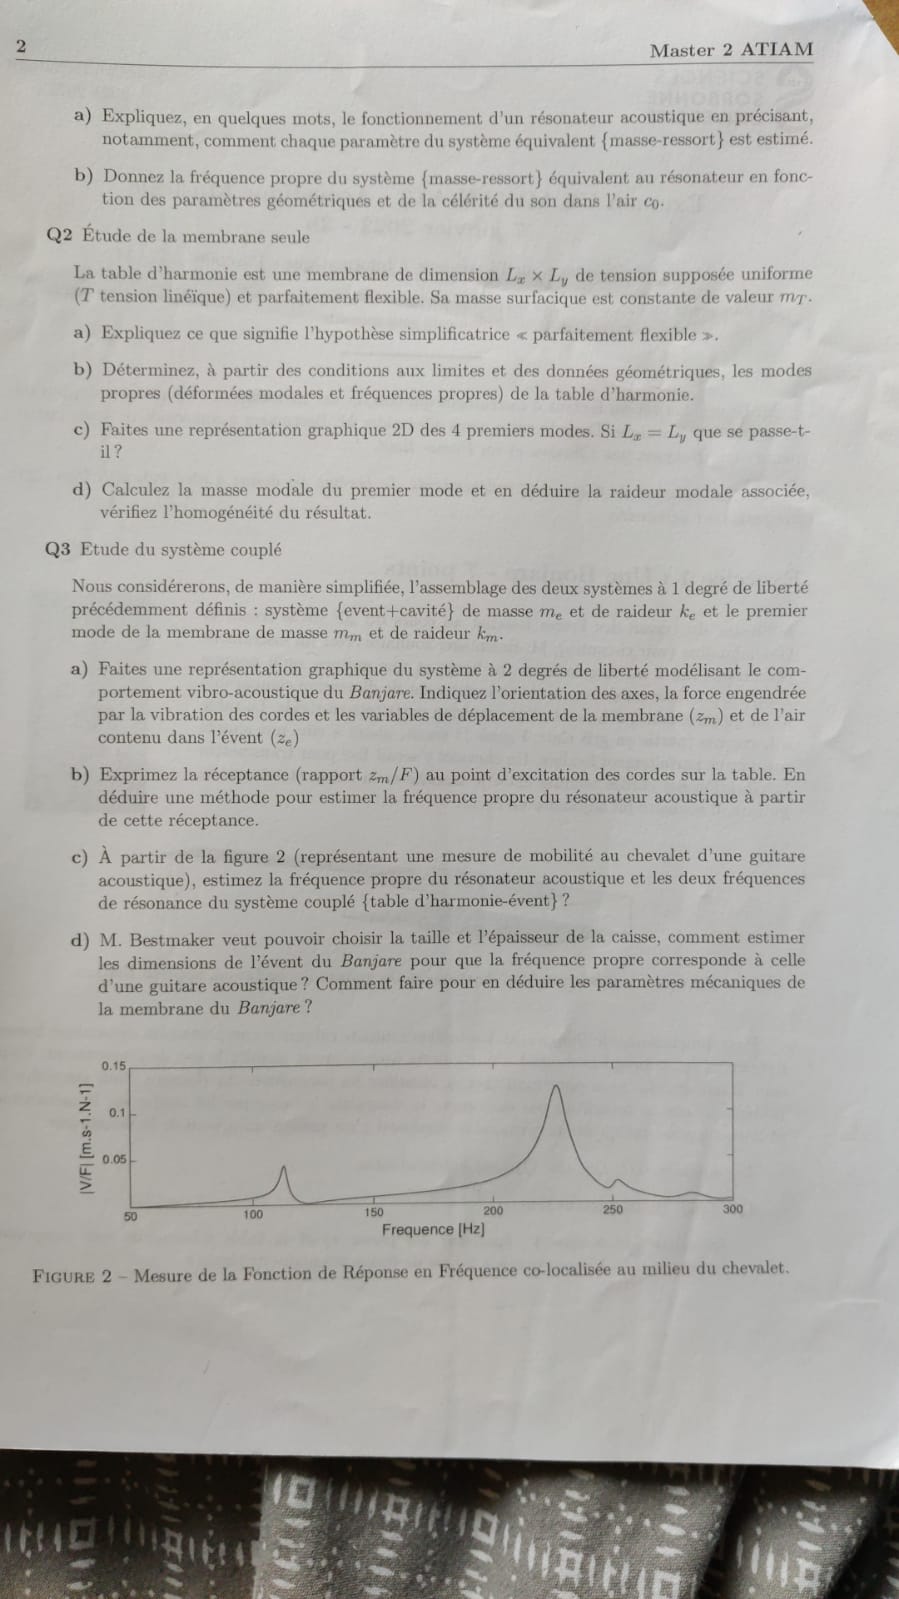 2
Master 2 ATIAM
a) Expliquez, en quelques mots, le fonctionnement d'un résonateur acoustique en précisant,
notamment, comment chaque paramètre du système équivalent {masse-ressort} est estimé.
b) Donnez la fréquence propre du système {masse-ressort} équivalent au résonateur en fonc-
tion des paramètres géométriques et de la célérité du son dans l'air c₀.
Q2 Étude de la membrane seule
La table d'harmonie est une membrane de dimension Lₓ × L_y de tension supposée uniforme
(T tension linéïque) et parfaitement flexible. Sa masse surfacique est constante de valeur m_T.
a) Expliquez ce que signifie l'hypothèse simplificatrice « parfaitement flexible ».
b) Déterminez, à partir des conditions aux limites et des données géométriques, les modes
propres (déformées modales et fréquences propres) de la table d'harmonie.
c) Faites une représentation graphique 2D des 4 premiers modes. Si Lₓ = L_y que se passe-t-
il ?
d) Calculez la masse modale du premier mode et en déduire la raideur modale associée,
vérifiez l'homogénéité du résultat.
Q3 Etude du système couplé
Nous considérerons, de manière simplifiée, l'assemblage des deux systèmes à 1 degré de liberté
précédemment définis : système {event+cavité} de masse mₑ et de raideur kₑ et le premier
mode de la membrane de masse mₘ et de raideur kₘ.
a) Faites une représentation graphique du système à 2 degrés de liberté modélisant le com-
portement vibro-acoustique du Banjare. Indiquez l'orientation des axes, la force engendrée
par la vibration des cordes et les variables de déplacement de la membrane (zₘ) et de l'air
contenu dans l'évent (zₑ)
b) Exprimez la réceptance (rapport zₘ/F) au point d'excitation des cordes sur la table. En
déduire une méthode pour estimer la fréquence propre du résonateur acoustique à partir
de cette réceptance.
c) À partir de la figure 2 (représentant une mesure de mobilité au chevalet d'une guitare
acoustique), estimez la fréquence propre du résonateur acoustique et les deux fréquences
de résonance du système couplé {table d'harmonie-évent} ?
d) M. Bestmaker veut pouvoir choisir la taille et l'épaisseur de la caisse, comment estimer
les dimensions de l'évent du Banjare pour que la fréquence propre corresponde à celle
d'une guitare acoustique ? Comment faire pour en déduire les paramètres mécaniques de
la membrane du Banjare ?
0.15
0.1
0.05
|V/F| [m.s-1.N-1]
50 100 150 200 250 300
Frequence [Hz]
FIGURE 2 – Mesure de la Fonction de Réponse en Fréquence co-localisée au milieu du chevalet.